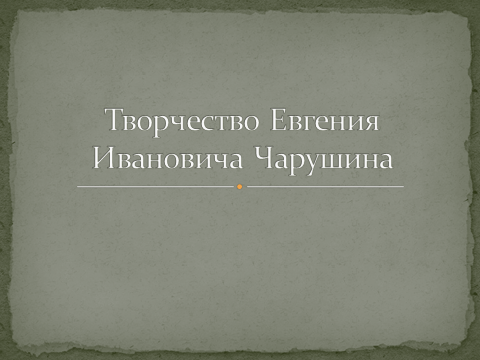 Творчество Евгения
Ивановича Чарушина